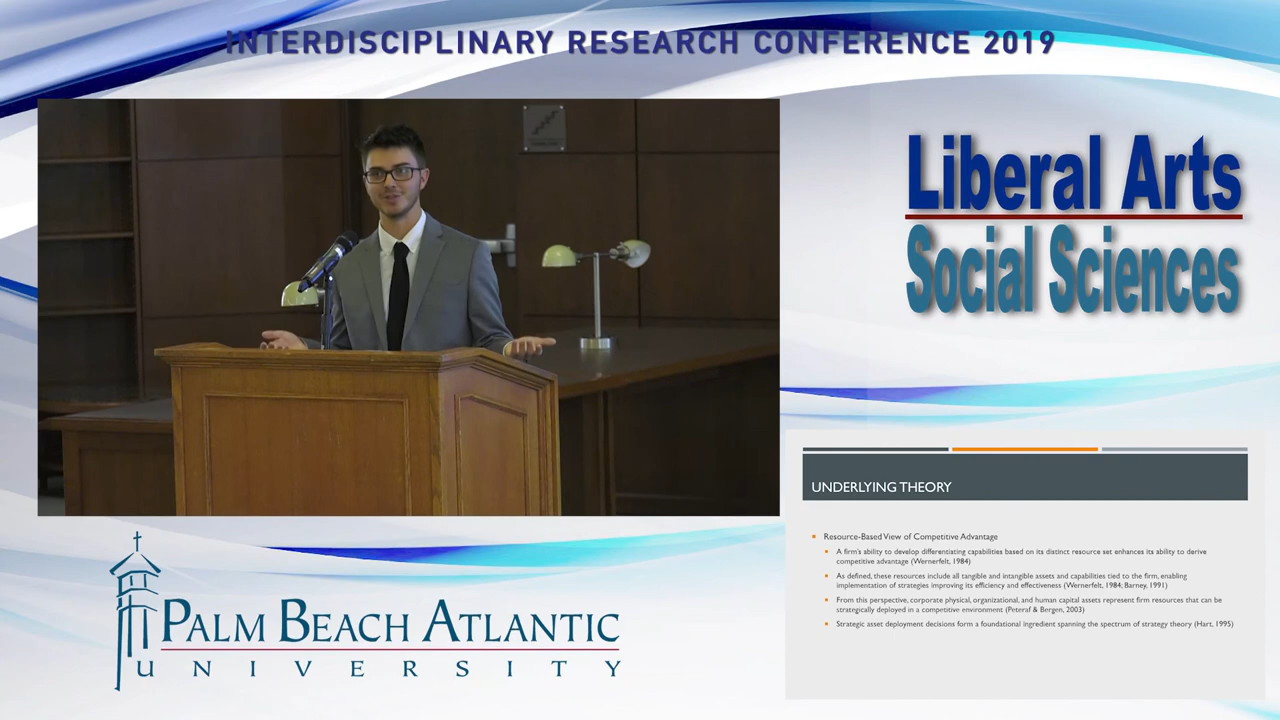 INTERDISCIPLINARY RESEARCH CONFERENCE 2019
Liberal Arts
Social Sciences
UNDERLYING THEORY
Resource-Based View of Competitive Advantage
A firm's ability to develop differentiating capabilities based on its distinct resource set enhances its ability to derive
competitive advantage (Wernerfelt, 1984)
As defined, these resources include all tangible and intangible assets and capabilities tied to the firm, enabling
implementation of strategies improving its efficiency and effectiveness (Wernerfelt, 1984; Barney, 1991)
From this perspective, corporate physical, organizational, and human capital assets represent firm resources that can be
strategically deployed in a competitive environment (Peteraf & Bergen, 2003)
Strategic asset deployment decisions form a foundational ingredient spanning the spectrum of strategy theory (Hart, 1995)
PALM BEACH ATLANTIC
UNIVERSITY